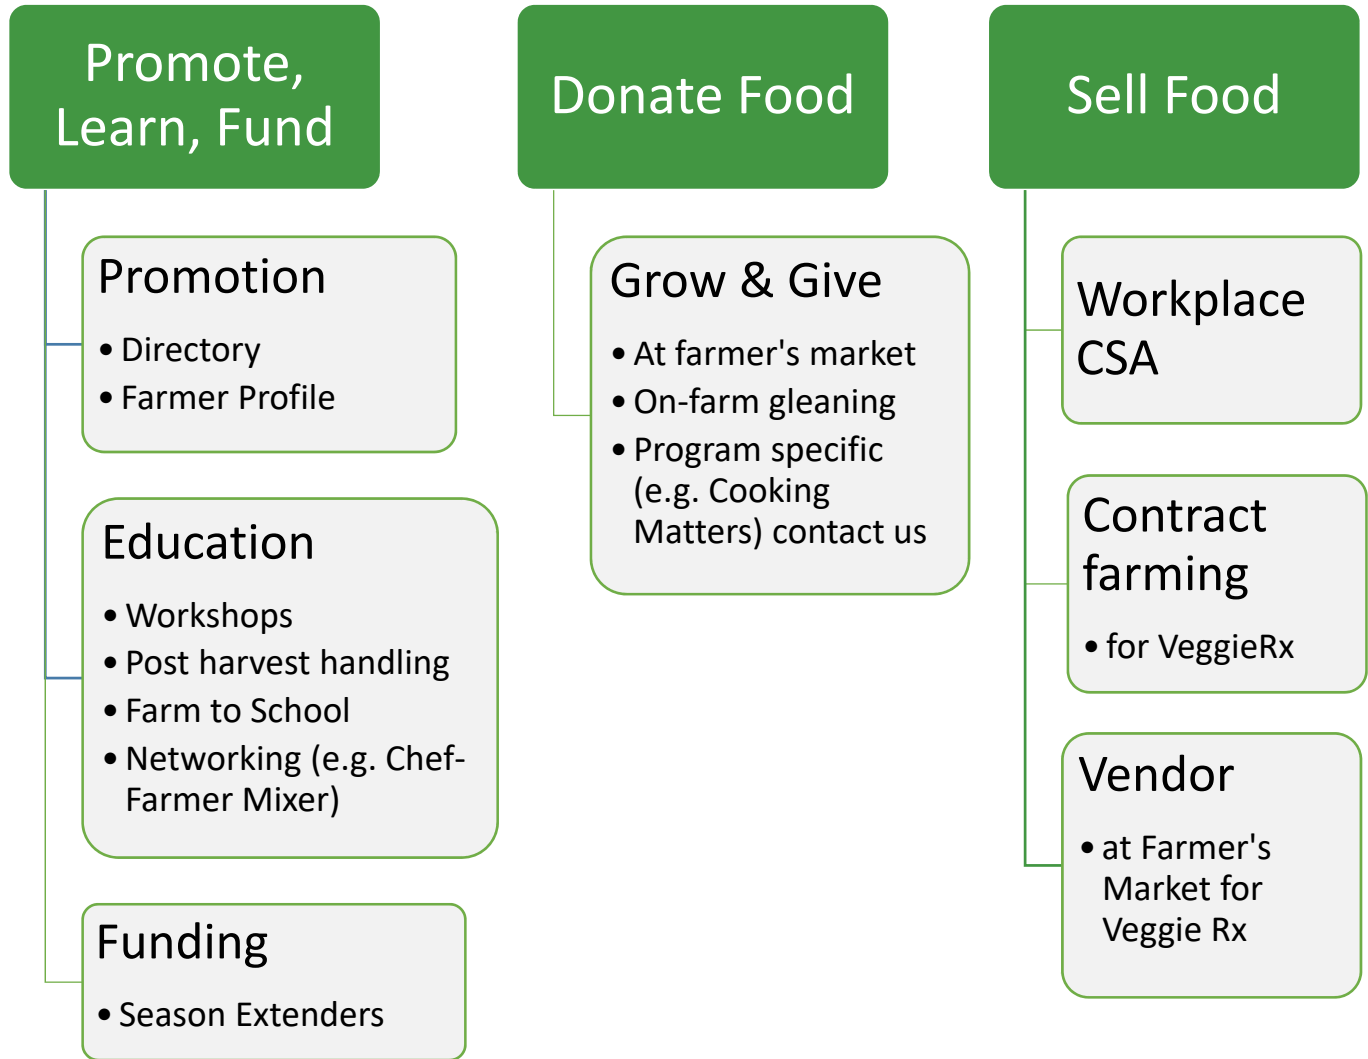 Promote,
Learn, Fund
Promotion
• Directory
• Farmer Profile
Education
• Workshops
• Post harvest handling
• Farm to School
• Networking (e.g. Chef-
Farmer Mixer)
Funding
• Season Extenders
Donate Food
Grow & Give
• At farmer's market
• On-farm gleaning
• Program specific
(e.g. Cooking
Matters) contact us
Sell Food
Workplace
CSA
Contract
farming
• for VeggieRx
Vendor
• at Farmer's
Market for
Veggie Rx